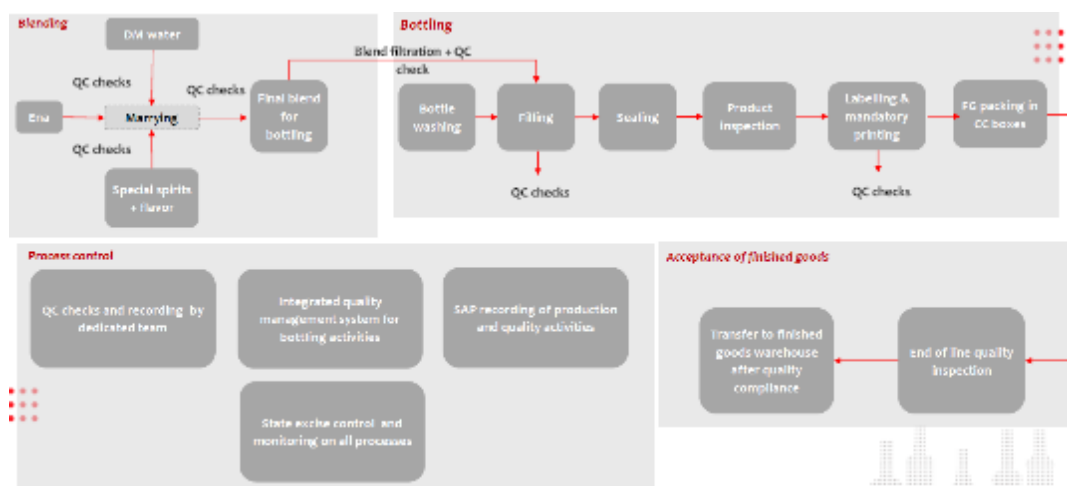 Blending
DM water
QC checks
QC checks
Ena
Marrying
QC checks
Special spirits
+ flavor
Final blend
for
bottling
Bottling
Blend filtration + QC
check
Bottle
washing
Filling
Sealing
Product
inspection
Labelling &
mandatory
printing
FG packing in
CC boxes
QC checks
QC checks
Process control
QC checks and recording by
dedicated team
Integrated quality
management system for
bottling activities
SAP recording of production
and quality activities
State excise control and
monitoring on all processes
Acceptance of finished goods
Transfer to finished
goods warehouse
after quality
compliance
End of line quality
inspection